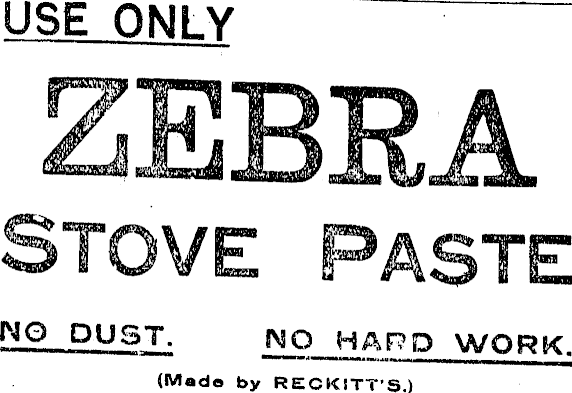 USE ONLY
ZEBRA
STOVE PASTE
NO DUST. NO HARD WORK.
(Made by RECKITT'S.)